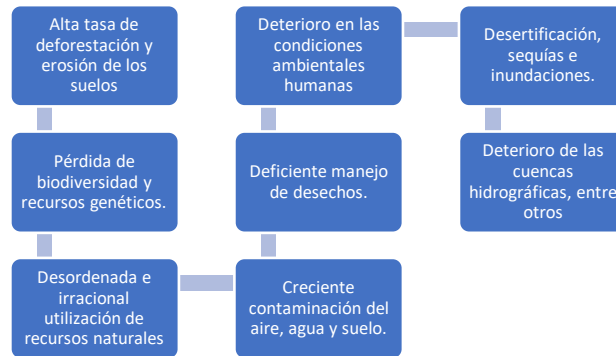 Alta tasa de
deforestación y
erosión de los
suelos
Pérdida de
biodiversidad y
recursos genéticos.
Desordenada e
irracional
utilización de
recursos naturales
Creciente
contaminación del
aire, agua y suelo.
Deficiente manejo
de desechos.
Deterioro en las
condiciones
ambientales
humanas
Desertificación,
sequías e
inundaciones.
Deterioro de las
cuencas
hidrográficas, entre
otros